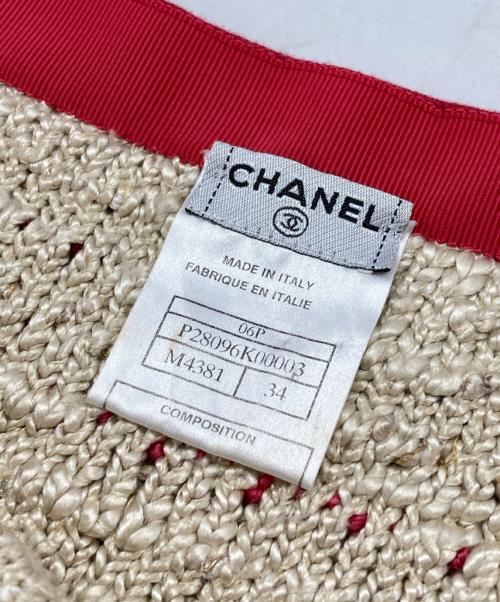 CHANEL
MADE IN ITALY
FABRIQUE EN ITALIE
06P
P28096K00003
M4381 34
COMPOSITION